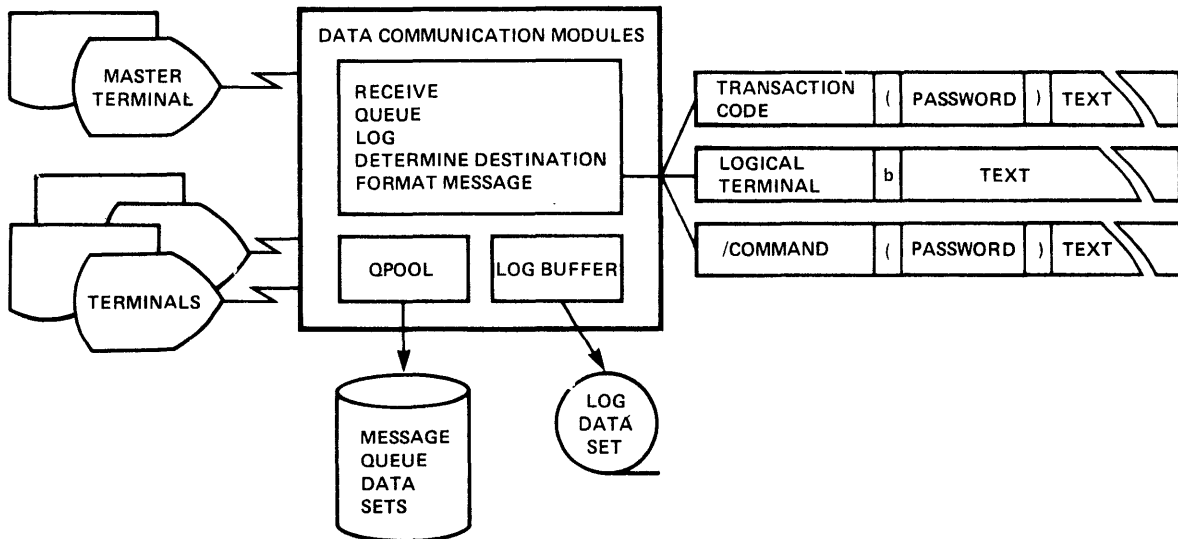 DATA COMMUNICATION MODULES
MASTER
TERMINAL
RECEIVE
QUEUE
LOG
DETERMINE DESTINATION
FORMAT MESSAGE
TRANSACTION
CODE
( PASSWORD ) TEXT
LOGICAL
TERMINAL
b TEXT
/COMMAND ( PASSWORD ) TEXT
TERMINALS
QPOOL
LOG BUFFER
MESSAGE
QUEUE
DATA
SETS
LOG
DATA
SET